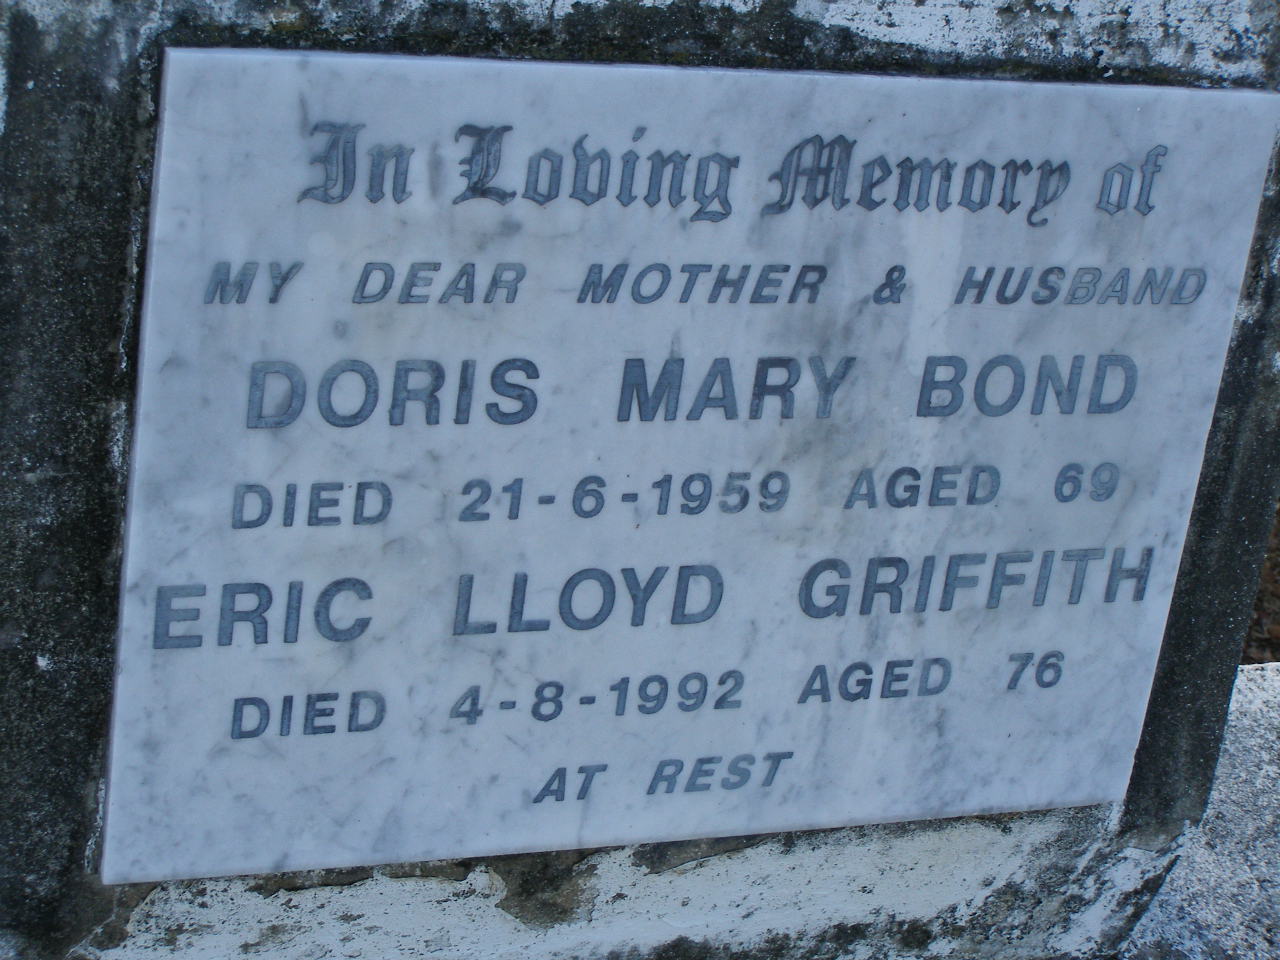 In Loving Memory of
MY DEAR MOTHER & HUSBAND
DORIS MARY BOND
DIED 21-6-1959 AGED 69
ERIC LLOYD GRIFFITH
DIED 4-8-1992 AGED 76
AT REST